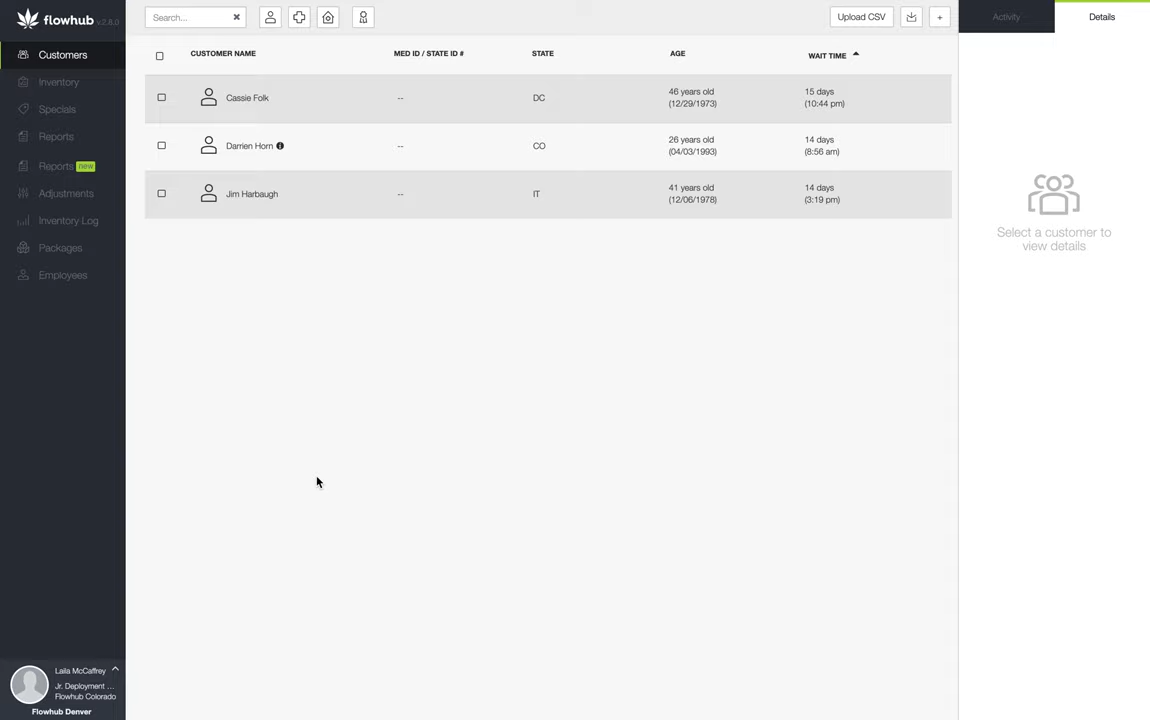 flowhub v2.8.0
Customers
Inventory
Specials
Reports
Reports new
Adjustments
Inventory Log
Packages
Employees
Laila McCaffrey
Jr. Deployment ...
Flowhub Colorado
Flowhub Denver
Search...
Upload CSV
+
CUSTOMER NAME MED ID / STATE ID # STATE AGE WAIT TIME
Cassie Folk -- DC 46 years old 15 days
(12/29/1973) (10:44 pm)
Darrien Horn -- CO 26 years old 14 days
(04/03/1993) (8:56 am)
Jim Harbaugh -- IT 41 years old 14 days
(12/06/1978) (3:19 pm)
Activity Details
Select a customer to
view details